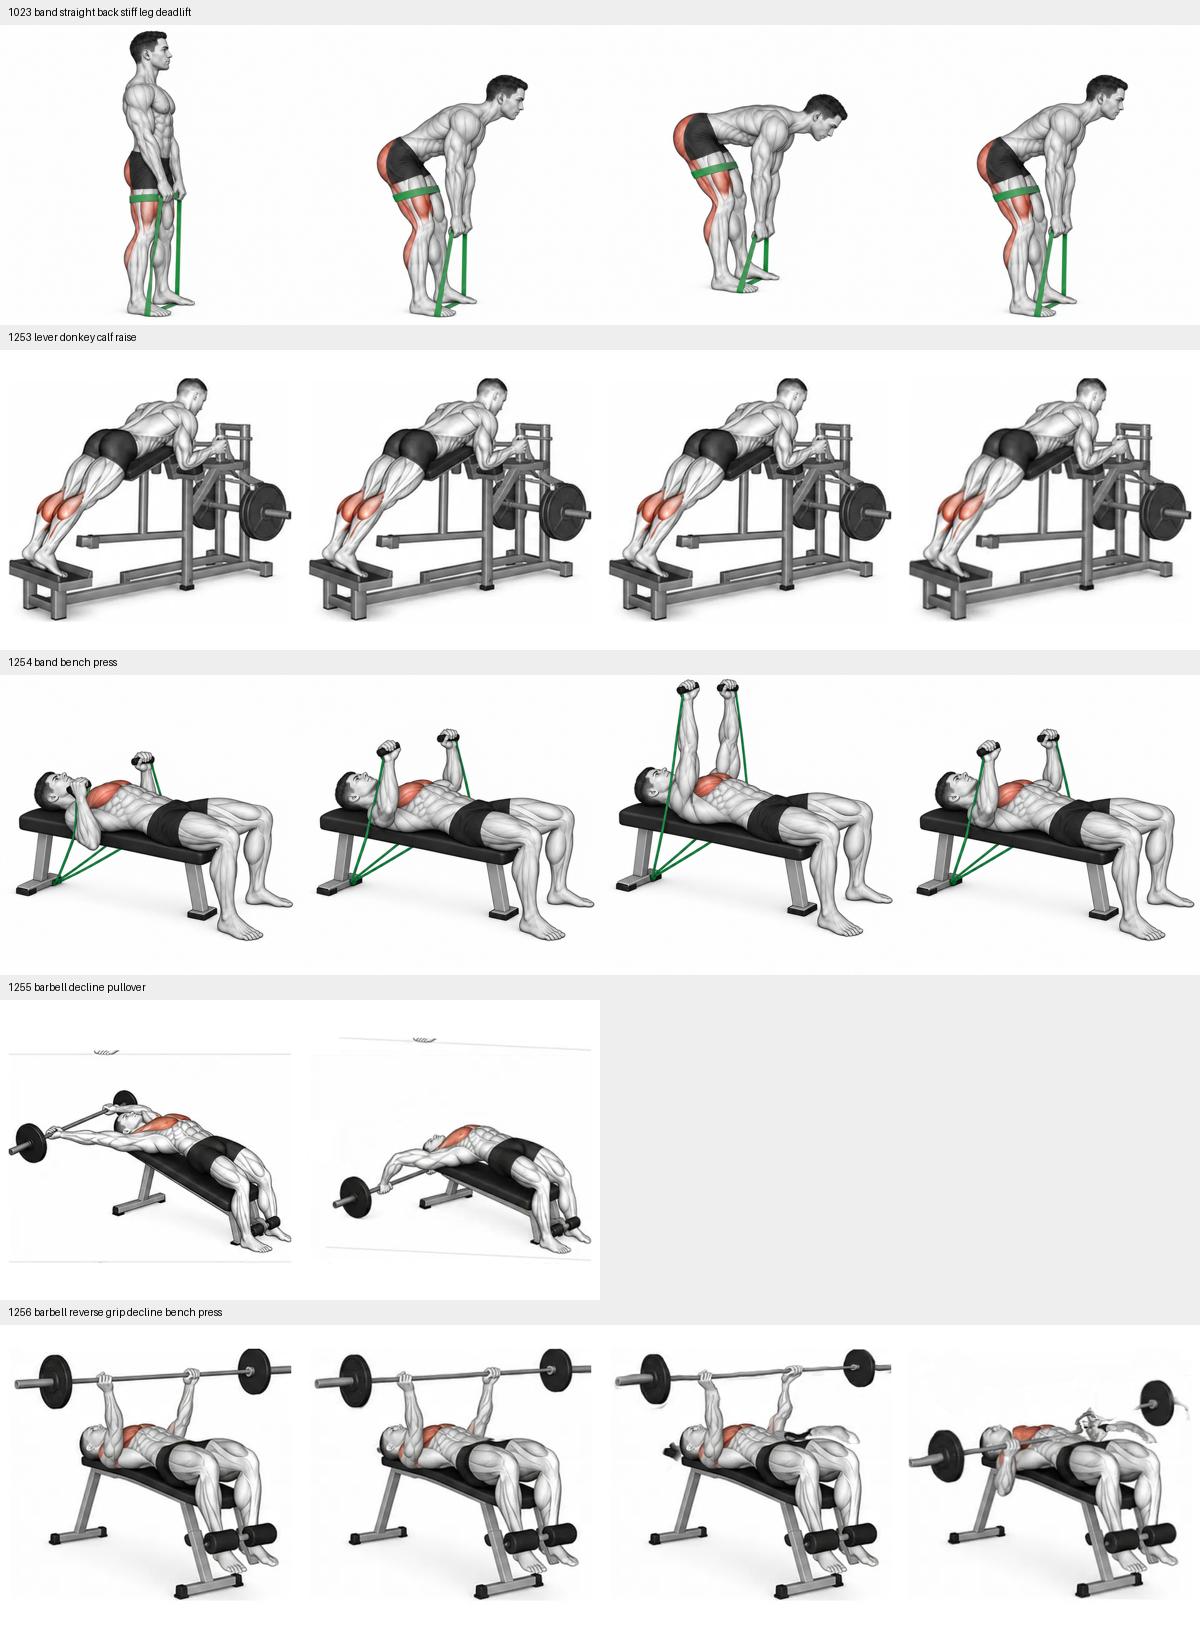 1023 band straight back stiff leg deadlift
1253 lever donkey calf raise
1254 band bench press
1255 barbell decline pullover
1256 barbell reverse grip decline bench press